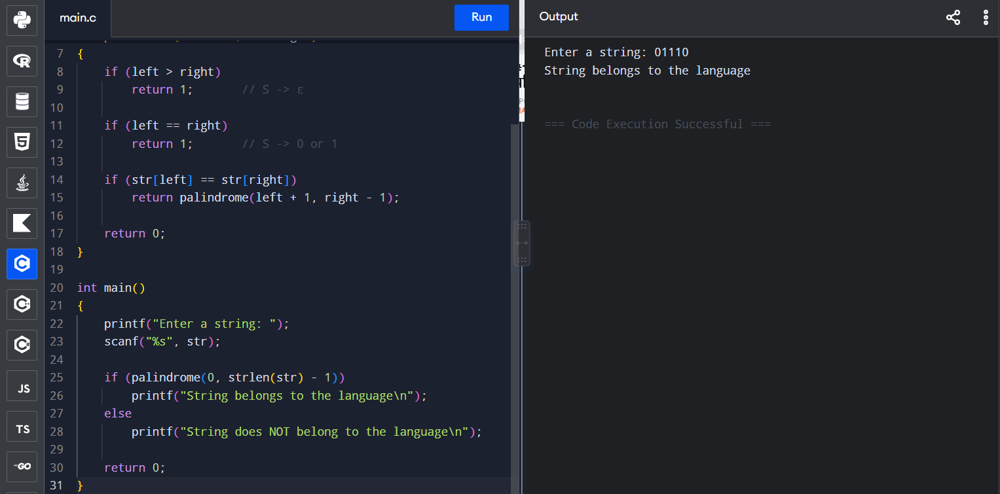 main.c
Run
7 {
8     if (left > right)
9         return 1;       // S -> ε
10
11     if (left == right)
12         return 1;       // S -> 0 or 1
13
14     if (str[left] == str[right])
15         return palindrome(left + 1, right - 1);
16
17     return 0;
18 }
19
20 int main()
21 {
22     printf("Enter a string: ");
23     scanf("%s", str);
24
25     if (palindrome(0, strlen(str) - 1))
26         printf("String belongs to the language\n");
27     else
28         printf("String does NOT belong to the language\n");
29
30     return 0;
31 }
JS
TS
GO
Output
Enter a string: 01110
String belongs to the language
=== Code Execution Successful ===